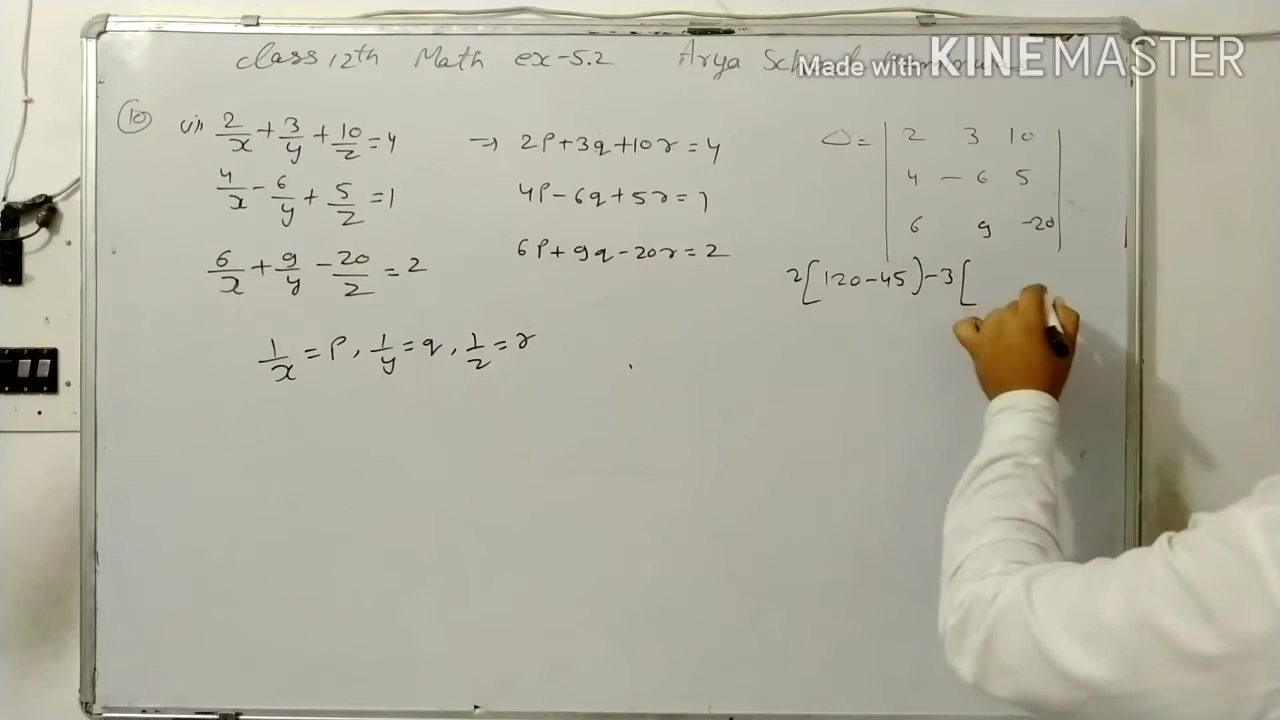 class 12th Math ex-5.2 Arya School
Made with KINEMASTER
10 (ii) 2/x + 3/y + 10/z = 4
4/x - 6/y + 5/z = 1
6/x + 9/y - 20/z = 2
1/x = p, 1/y = q, 1/z = r
→ 2p+3q+10r=4
4p-6q+5r=1
6p+9q-20r=2
Δ = | 2 3 10 |
| 4 -6 5 |
| 6 9 -20 |
2[120-45)-3[